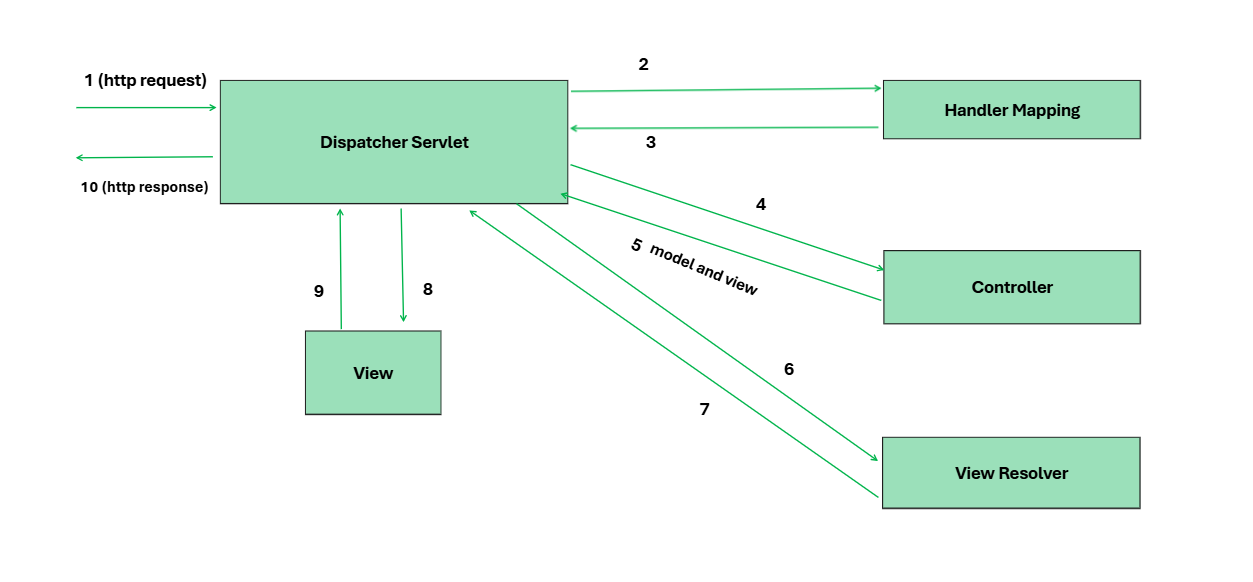 2
1 (http request)
Handler Mapping
Dispatcher Servlet
3
10 (http response)
4
5 model and view
Controller
9
8
View
6
7
View Resolver